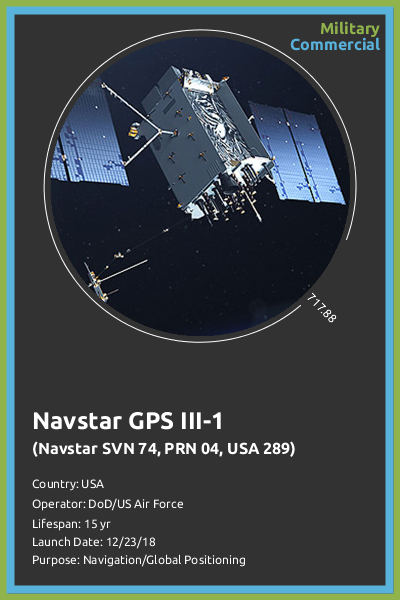 Military
Commercial
717.88
Navstar GPS III-1
(Navstar SVN 74, PRN 04, USA 289)
Country: USA
Operator: DoD/US Air Force
Lifespan: 15 yr
Launch Date: 12/23/18
Purpose: Navigation/Global Positioning